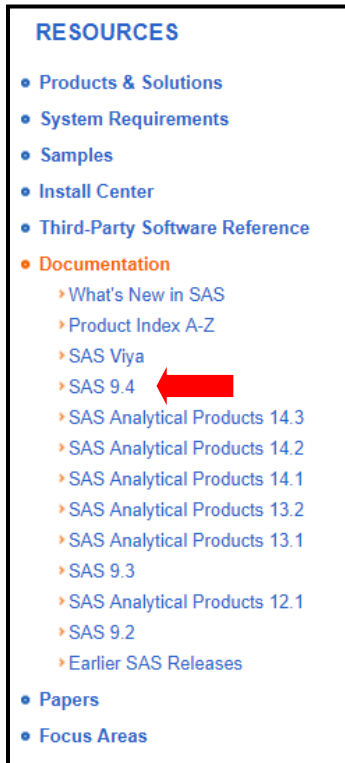 RESOURCES
Products & Solutions
System Requirements
Samples
Install Center
Third-Party Software Reference
Documentation
What's New in SAS
Product Index A-Z
SAS Viya
SAS 9.4
SAS Analytical Products 14.3
SAS Analytical Products 14.2
SAS Analytical Products 14.1
SAS Analytical Products 13.2
SAS Analytical Products 13.1
SAS 9.3
SAS Analytical Products 12.1
SAS 9.2
Earlier SAS Releases
Papers
Focus Areas